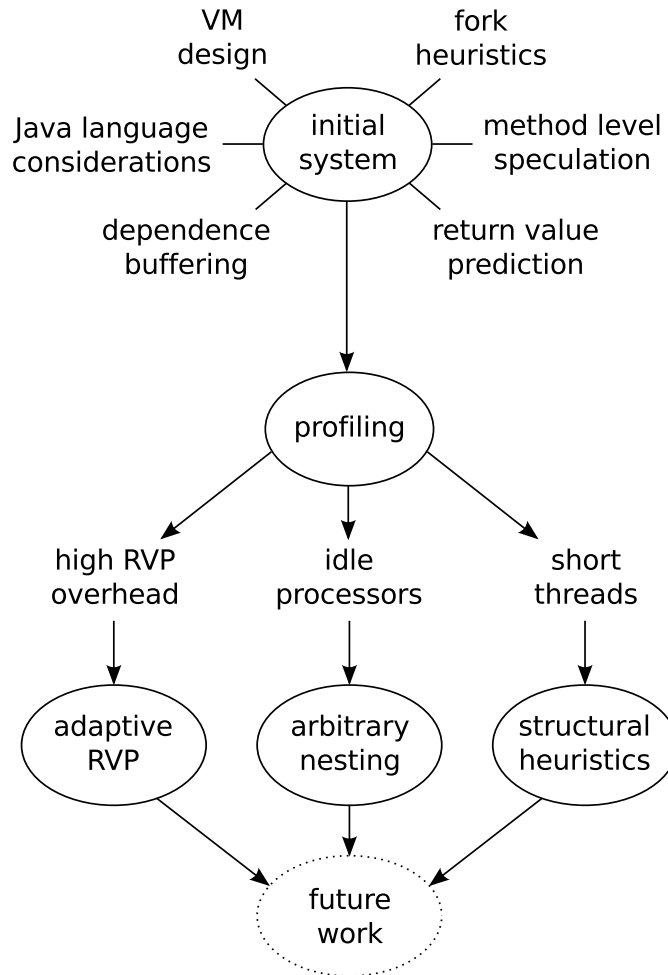 VM
design
fork
heuristics
Java language
considerations
initial
system
method level
speculation
dependence
buffering
return value
prediction
profiling
high RVP
overhead
idle
processors
short
threads
adaptive
RVP
arbitrary
nesting
structural
heuristics
future
work